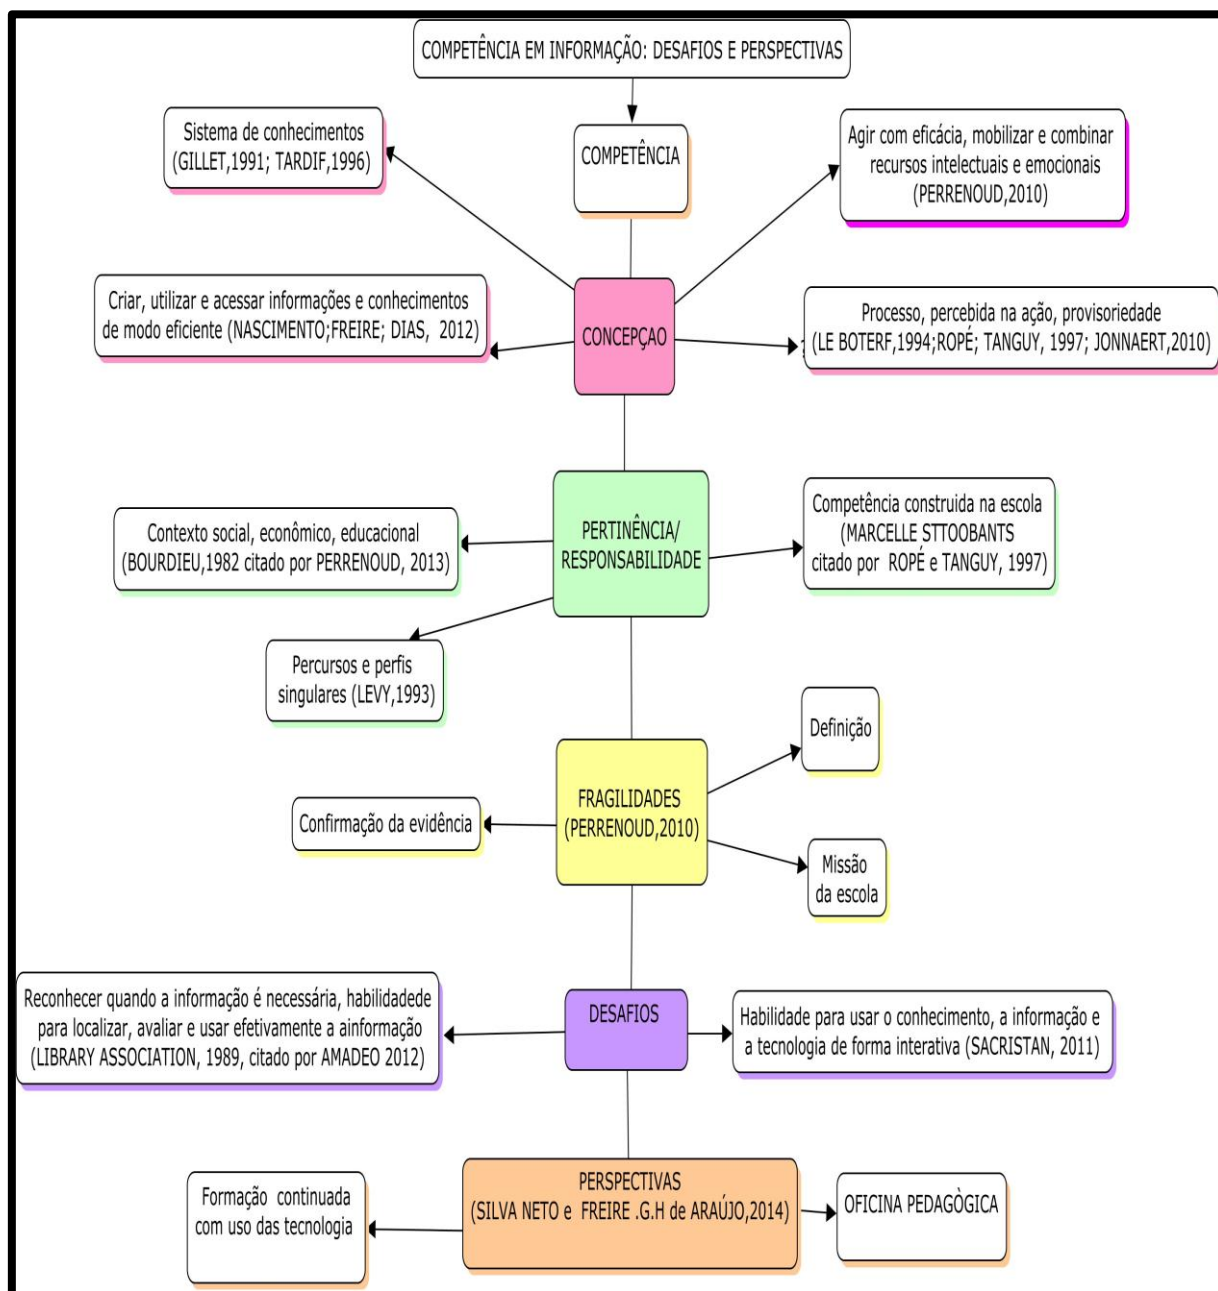 COMPETÊNCIA EM INFORMAÇÃO: DESAFIOS E PERSPECTIVAS
COMPETÊNCIA
Sistema de conhecimentos
(GILLET,1991; TARDIF,1996)
Agir com eficácia, mobilizar e combinar
recursos intelectuais e emocionais
(PERRENOUD,2010)
Criar, utilizar e acessar informações e conhecimentos
de modo eficiente (NASCIMENTO;FREIRE; DIAS, 2012)
CONCEPÇAO
Processo, percebida na ação, provisoriedade
(LE BOTERF,1994;ROPÉ; TANGUY, 1997; JONNAERT,2010)
Contexto social, econômico, educacional
(BOURDIEU,1982 citado por PERRENOUD, 2013)
PERTINÊNCIA/
RESPONSABILIDADE
Competência construida na escola
(MARCELLE STTOOBANTS
citado por ROPÉ e TANGUY, 1997)
Percursos e perfis
singulares (LEVY,1993)
Definição
FRAGILIDADES
(PERRENOUD,2010)
Confirmação da evidência
Missão
da escola
Reconhecer quando a informação é necessária, habilidadede
para localizar, avaliar e usar efetivamente a ainformação
(LIBRARY ASSOCIATION, 1989, citado por AMADEO 2012)
DESAFIOS
Habilidade para usar o conhecimento, a informação e
a tecnologia de forma interativa (SACRISTAN, 2011)
Formação continuada
com uso das tecnologia
PERSPECTIVAS
(SILVA NETO e FREIRE .G.H de ARAÚJO,2014)
OFICINA PEDAGÒGICA